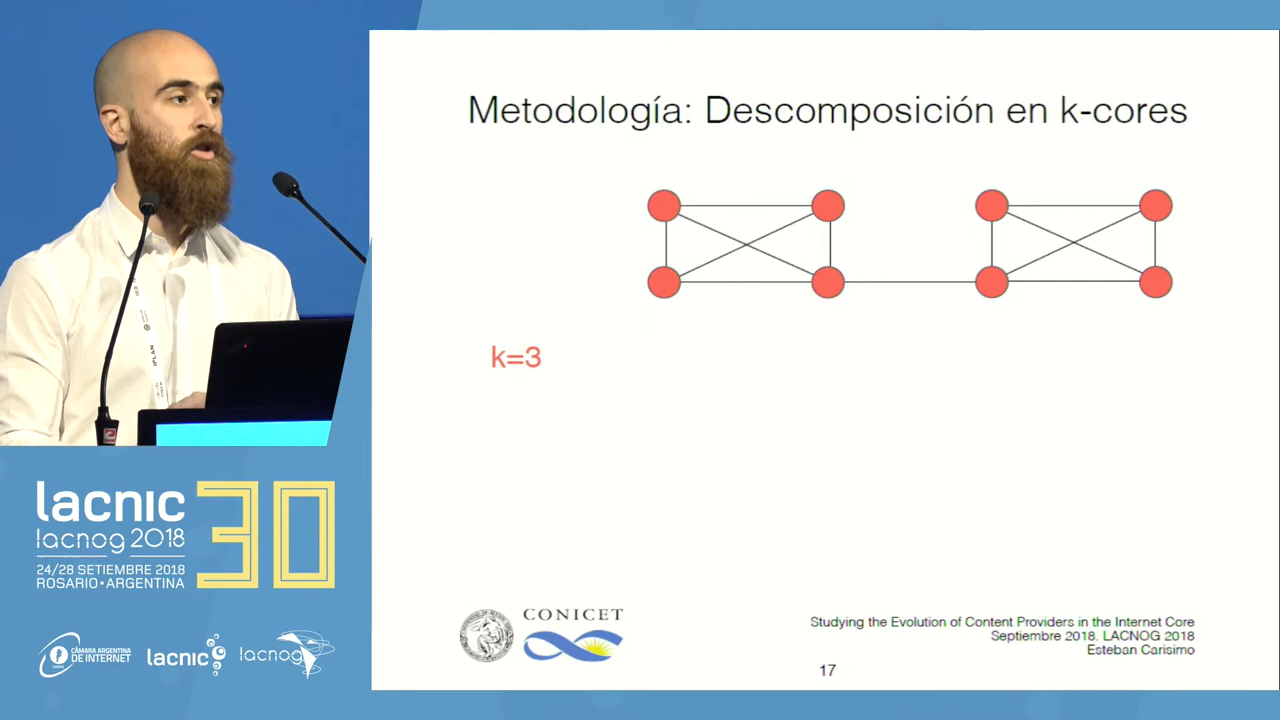 Metodología: Descomposición en k-cores
k=3
lacnic 30
lacnog 2018
24/28 SETIEMBRE 2018
ROSARIO•ARGENTINA
CÁMARA ARGENTINA
DE INTERNET
lacnic
lacnog
CONICET
Studying the Evolution of Content Providers in the Internet Core
Septiembre 2018. LACNOG 2018
Esteban Carisimo
17
IPLAN